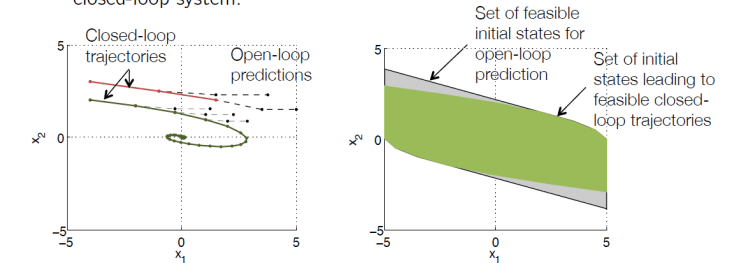 closed-loop system.
Closed-loop
trajectories
Open-loop
predictions
5
0
−5
−5
0
5
x2
x1
Set of feasible
initial states for
open-loop
prediction
Set of initial
states leading to
feasible closed-
loop trajectories
5
0
−5
−5
0
5
x2
x1